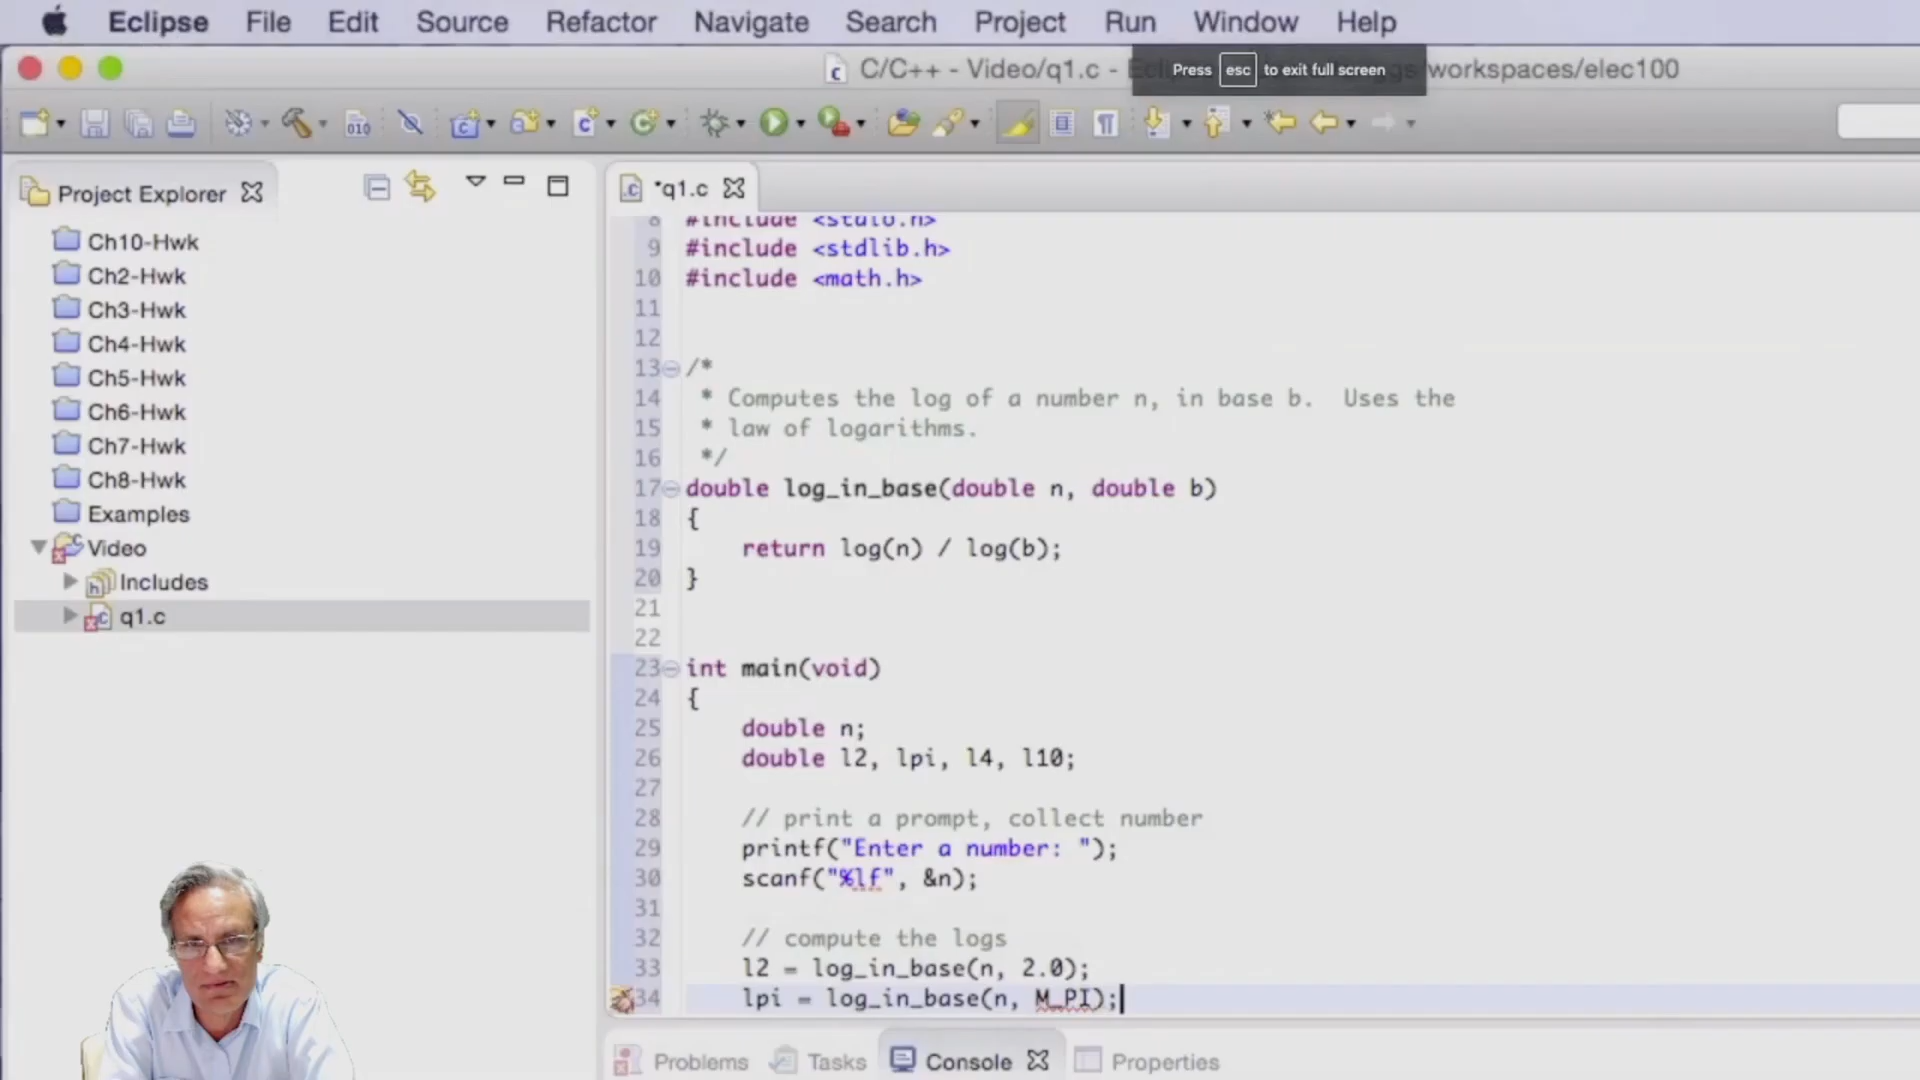 Eclipse File Edit Source Refactor Navigate Search Project Run Window Help
C/C++ - Video/q1.c - /workspaces/elec100
Press esc to exit full screen
010
Project Explorer
*q1.c
Ch10-Hwk
Ch2-Hwk
Ch3-Hwk
Ch4-Hwk
Ch5-Hwk
Ch6-Hwk
Ch7-Hwk
Ch8-Hwk
Examples
Video
Includes
q1.c
8 #include <stdio.h>
9 #include <stdlib.h>
10 #include <math.h>
11
12
13 /*
14 * Computes the log of a number n, in base b. Uses the
15 * law of logarithms.
16 */
17 double log_in_base(double n, double b)
18 {
19 return log(n) / log(b);
20 }
21
22
23 int main(void)
24 {
25 double n;
26 double l2, lpi, l4, l10;
27
28 // print a prompt, collect number
29 printf("Enter a number: ");
30 scanf("%lf", &n);
31
32 // compute the logs
33 l2 = log_in_base(n, 2.0);
34 lpi = log_in_base(n, M_PI);
Problems Tasks Console Properties